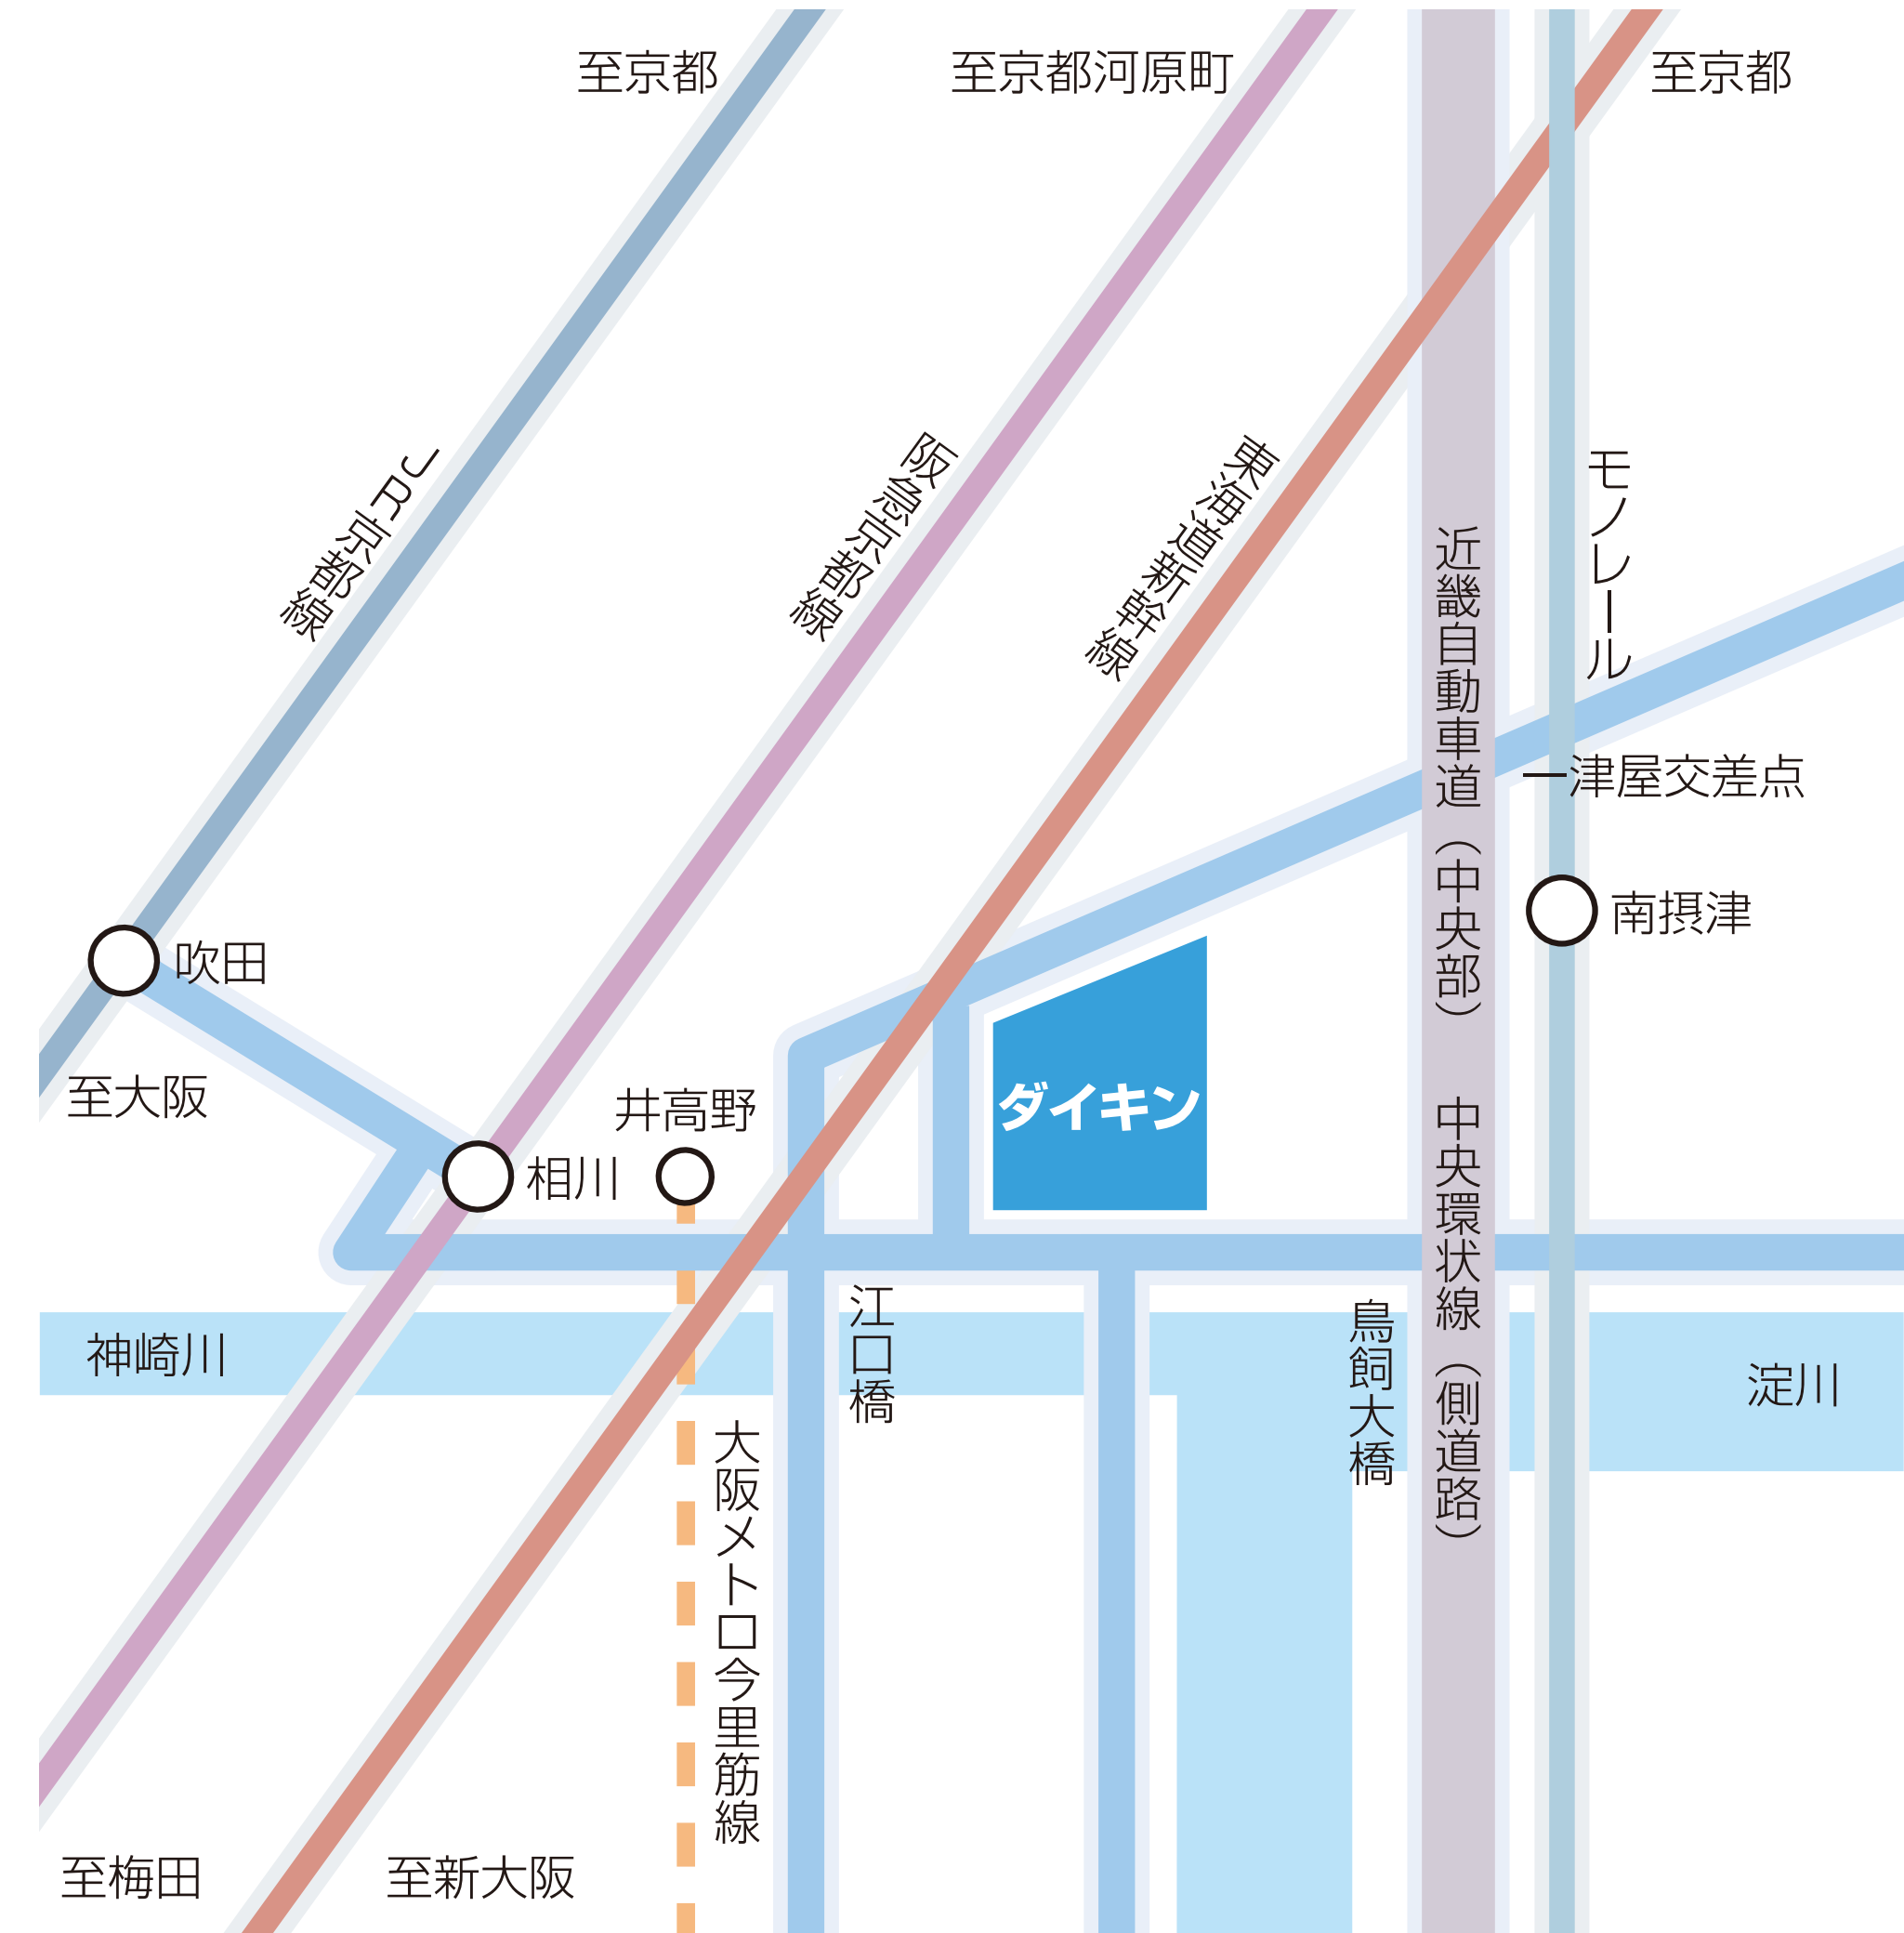 至京都
至京都河原町
至京都
JR京都線
阪急京都線
東海道新幹線
モノレール
近畿自動車道（中央部）
中央環状線（側道路）
一津屋交差点
南摂津
吹田
至大阪
ダイキン
井高野
相川
江口橋
鳥飼大橋
神崎川
淀川
大阪メトロ今里筋線
至梅田
至新大阪